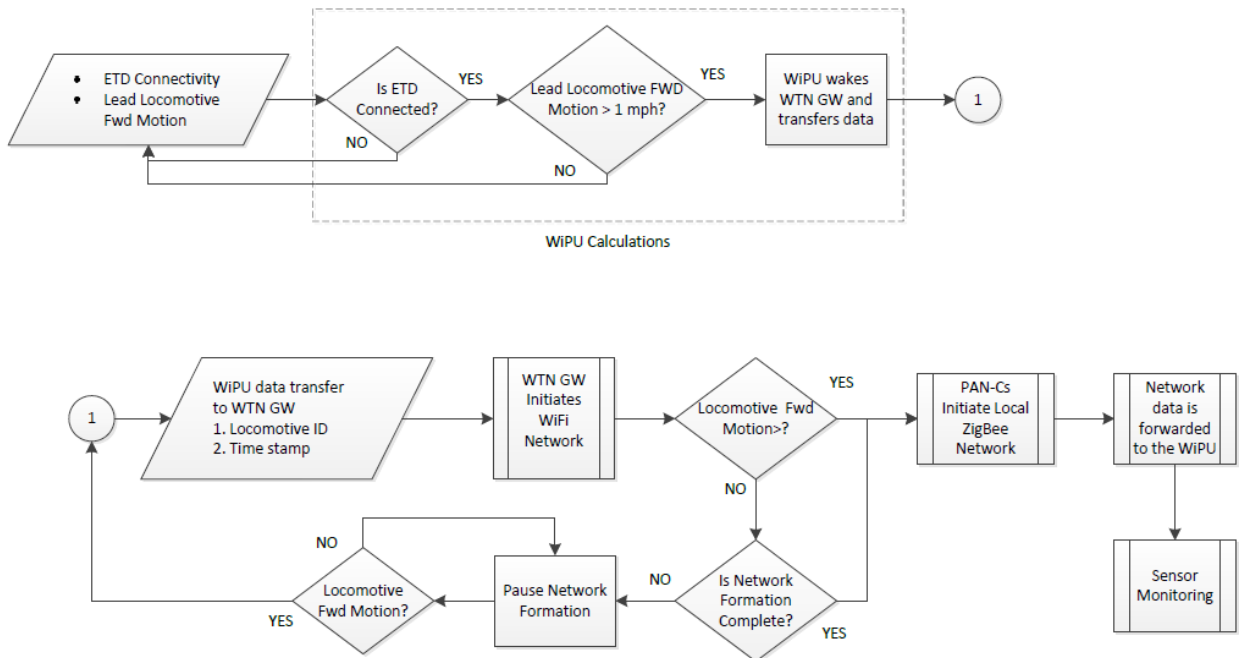 • ETD Connectivity
• Lead Locomotive
Fwd Motion
Is ETD
Connected?
YES
NO
Lead Locomotive FWD
Motion > 1 mph?
YES
NO
WiPU wakes
WTN GW and
transfers data
1
WiPU Calculations
1
WiPU data transfer
to WTN GW
1. Locomotive ID
2. Time stamp
WTN GW
Initiates
WiFi
Network
Locomotive Fwd
Motion>?
YES
NO
PAN-Cs
Initiate Local
ZigBee
Network
Network
data is
forwarded
to the WiPU
NO
Locomotive
Fwd Motion?
YES
Pause Network
Formation
NO
Is Network
Formation
Complete?
YES
Sensor
Monitoring